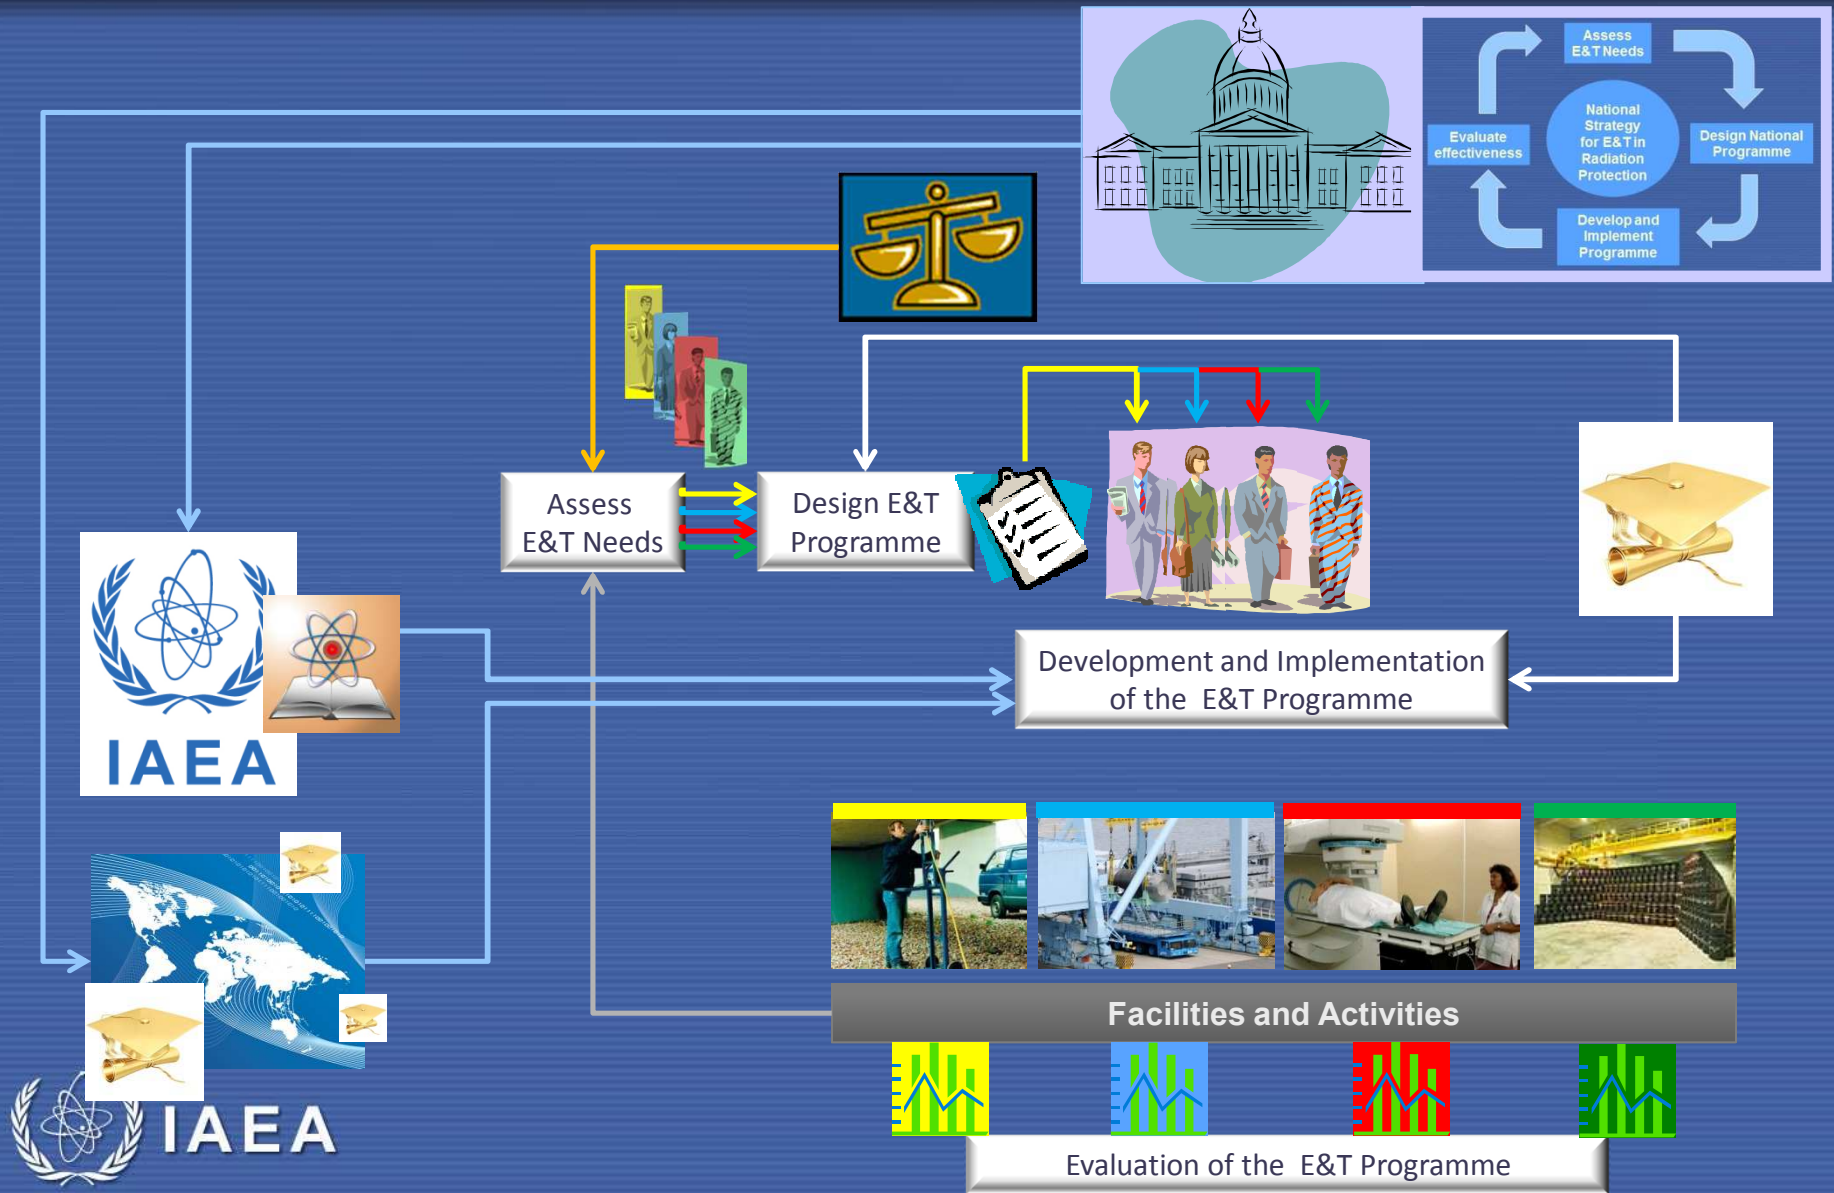 Assess
E&T Needs
National
Strategy
for E&T in
Radiation
Protection
Evaluate
effectiveness
Design National
Programme
Develop and
Implement
Programme
Assess
E&T Needs
Design E&T
Programme
IAEA
Development and Implementation
of the E&T Programme
Facilities and Activities
IAEA
Evaluation of the E&T Programme